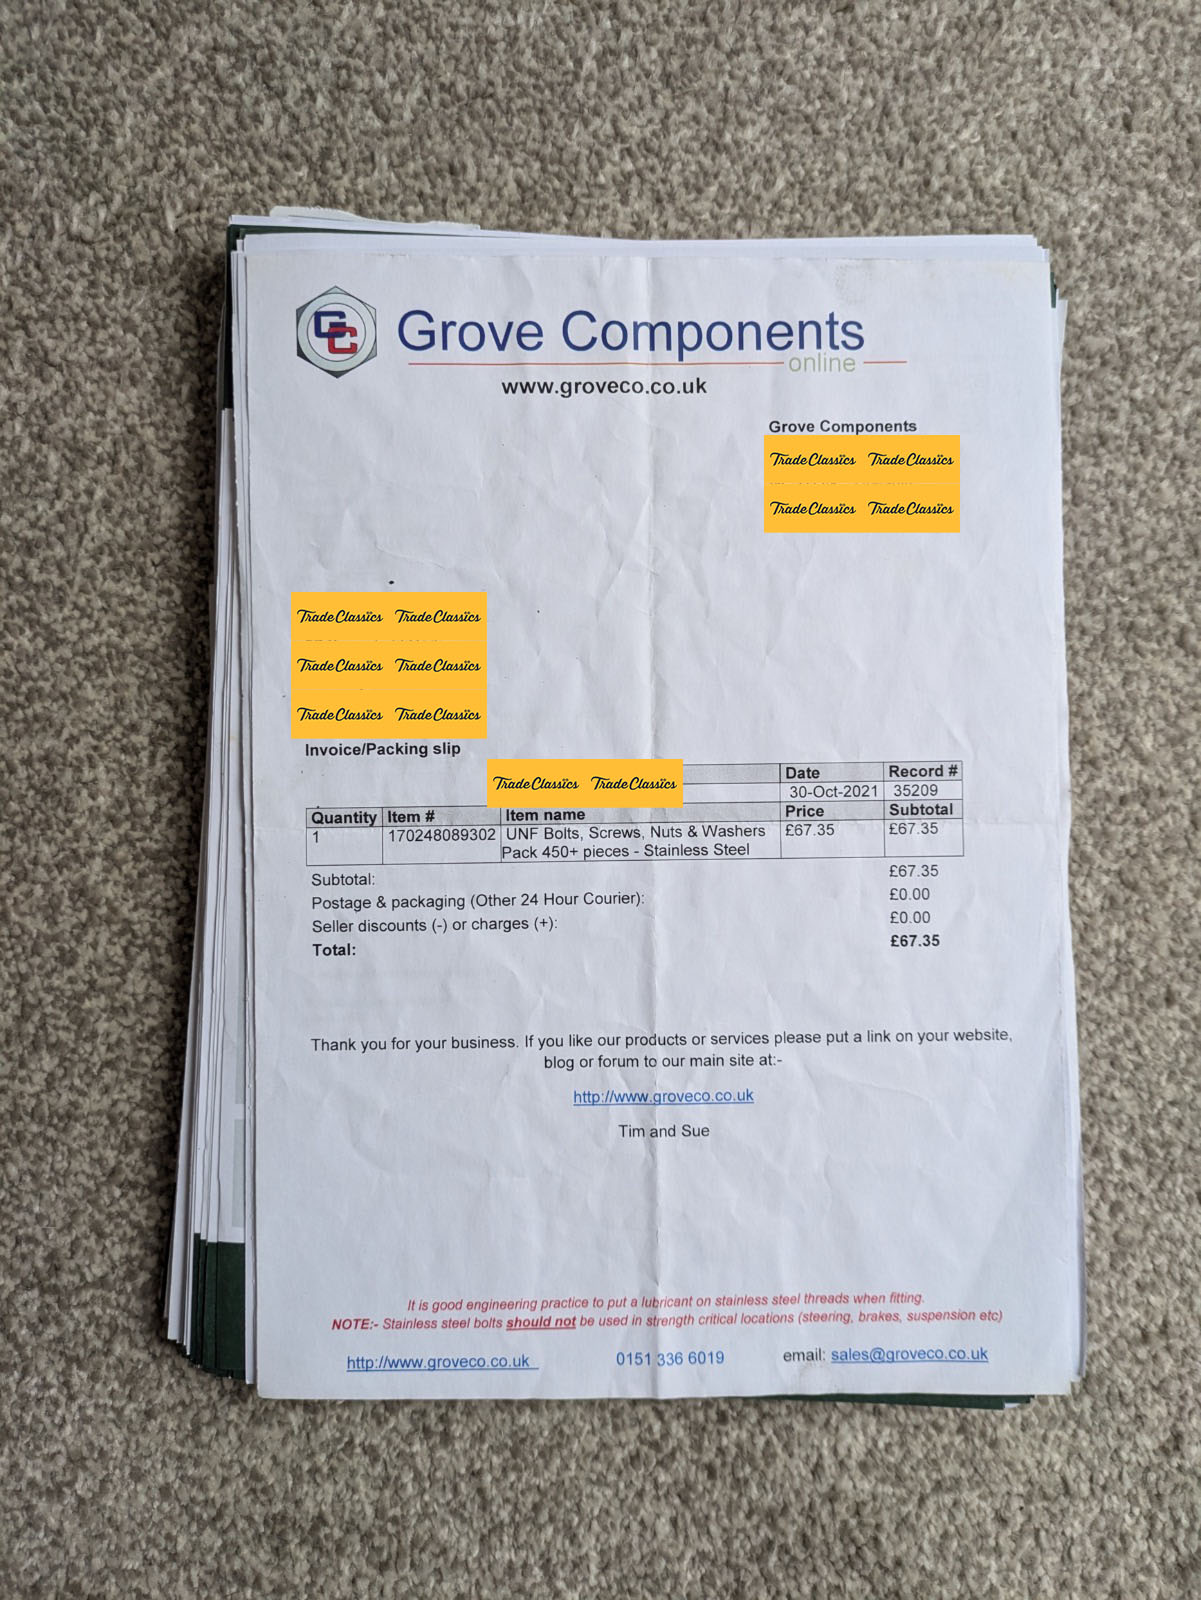 GC Grove Components
online
www.groveco.co.uk
Grove Components
TradeClassics TradeClassics
TradeClassics TradeClassics
TradeClassics TradeClassics
TradeClassics TradeClassics
TradeClassics TradeClassics
Invoice/Packing slip
TradeClassics TradeClassics
Date Record #
30-Oct-2021 35209
Quantity Item # Item name Price Subtotal
1 170248089302 UNF Bolts, Screws, Nuts & Washers £67.35 £67.35
Pack 450+ pieces - Stainless Steel
Subtotal: £67.35
Postage & packaging (Other 24 Hour Courier): £0.00
Seller discounts (-) or charges (+): £0.00
Total: £67.35
Thank you for your business. If you like our products or services please put a link on your website,
blog or forum to our main site at:-
http://www.groveco.co.uk
Tim and Sue
It is good engineering practice to put a lubricant on stainless steel threads when fitting.
NOTE:- Stainless steel bolts should not be used in strength critical locations (steering, brakes, suspension etc)
http://www.groveco.co.uk 0151 336 6019 email: sales@groveco.co.uk